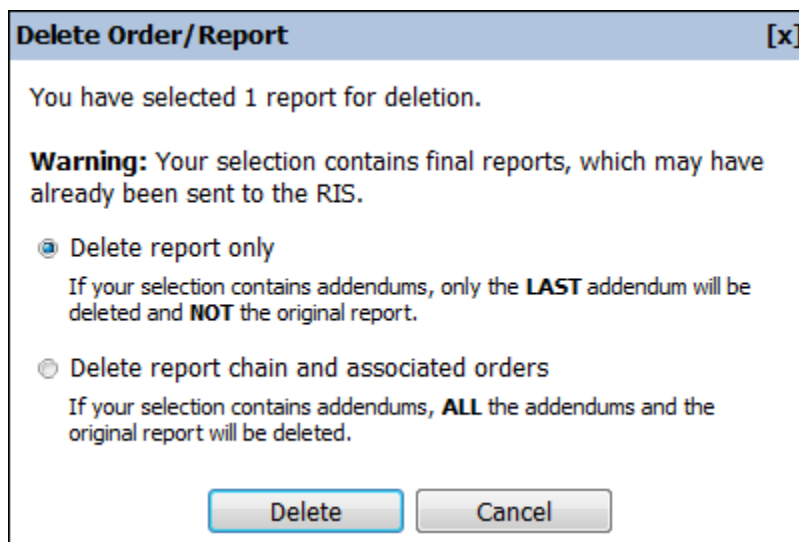 Delete Order/Report [x]
You have selected 1 report for deletion.
Warning: Your selection contains final reports, which may have
already been sent to the RIS.
Delete report only
If your selection contains addendums, only the LAST addendum will be
deleted and NOT the original report.
Delete report chain and associated orders
If your selection contains addendums, ALL the addendums and the
original report will be deleted.
Delete Cancel